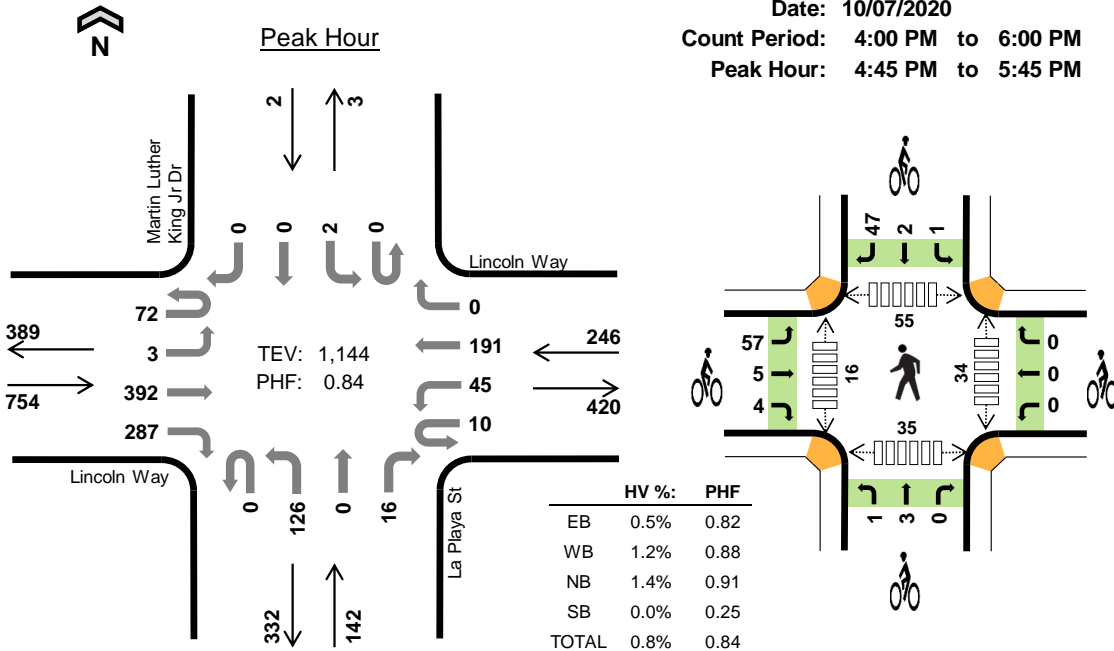 N
Peak Hour
Date: 10/07/2020
Count Period: 4:00 PM to 6:00 PM
Peak Hour: 4:45 PM to 5:45 PM
2
3
Martin Luther
King Jr Dr
0
0
2
0
Lincoln Way
72
3
392
287
389
754
TEV: 1,144
PHF: 0.84
0
191
45
10
246
420
Lincoln Way
0
126
0
16
La Playa St
332
142
HV %: PHF
EB 0.5% 0.82
WB 1.2% 0.88
NB 1.4% 0.91
SB 0.0% 0.25
TOTAL 0.8% 0.84
47
2
1
55
57
5
4
16
34
0
0
0
35
1
3
0